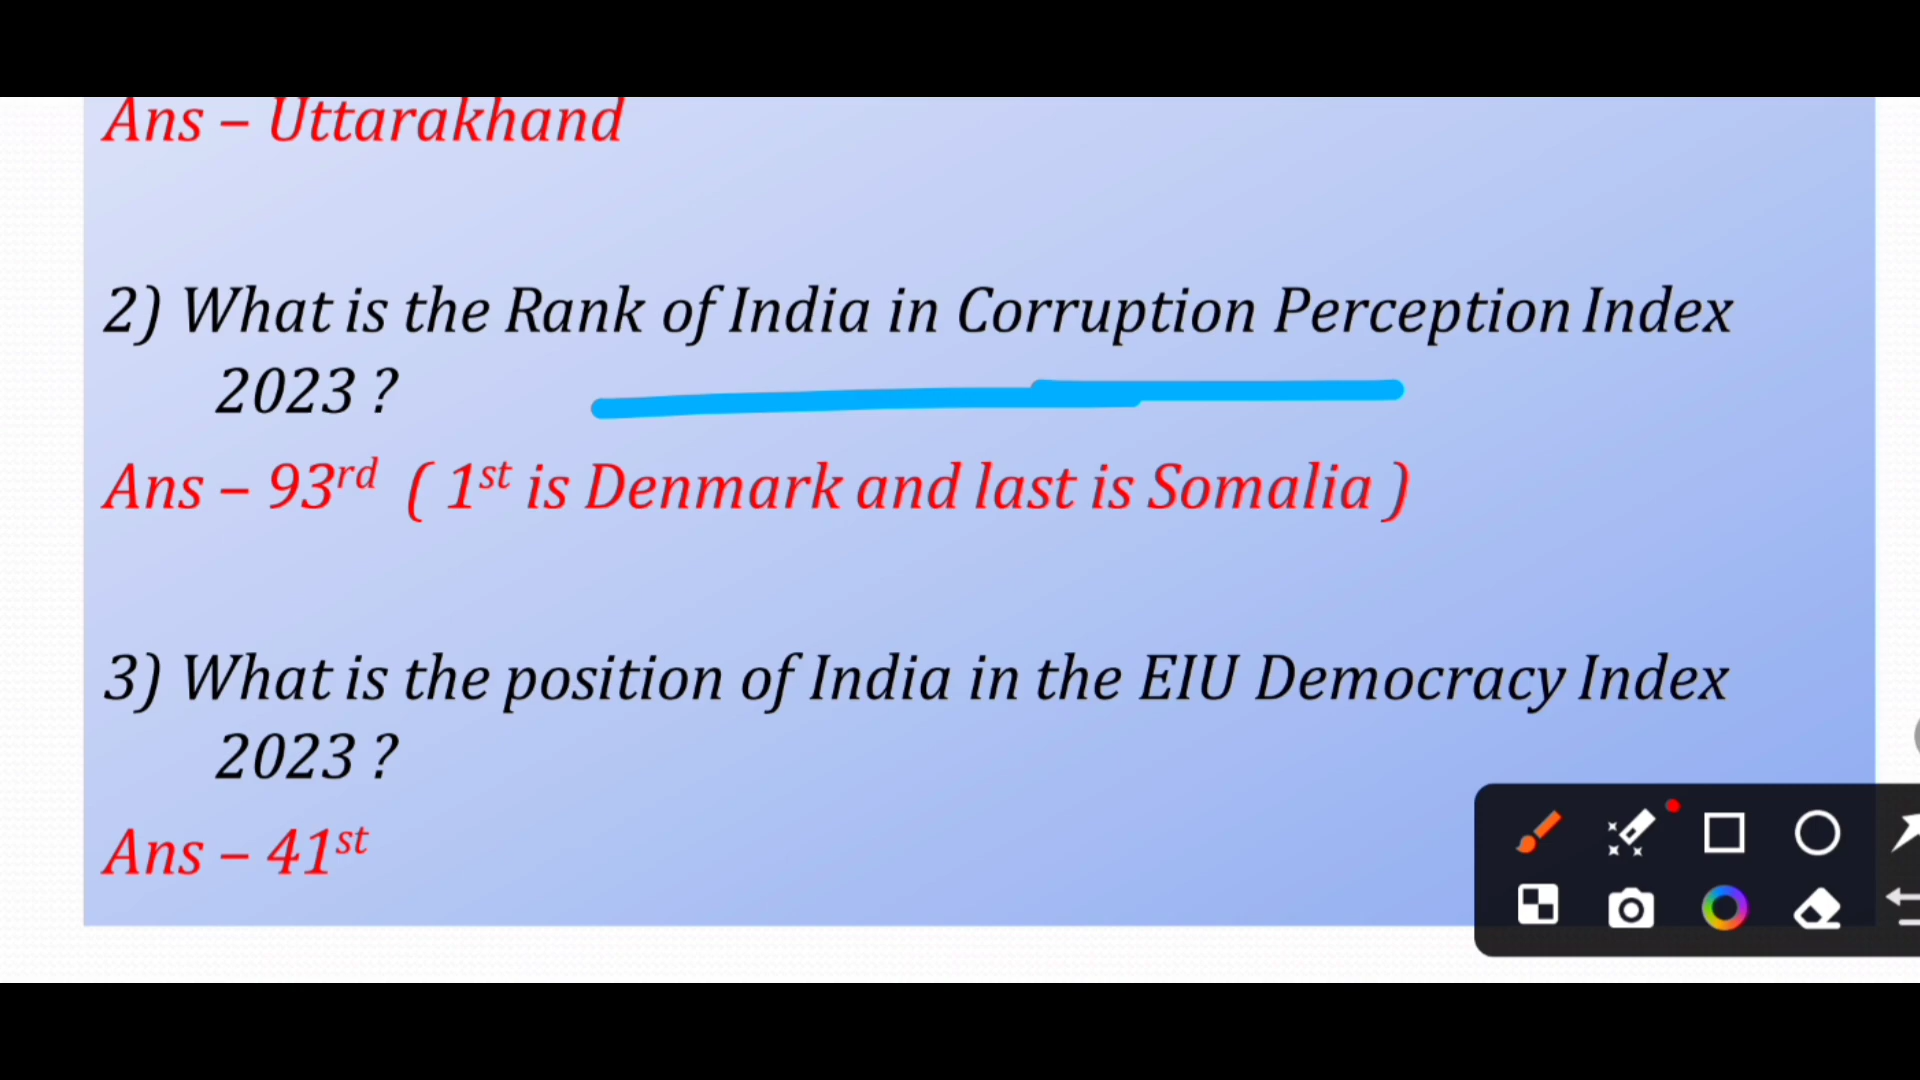 Ans – Uttarakhand
2) What is the Rank of India in Corruption Perception Index
2023 ?
Ans – 93rd ( 1st is Denmark and last is Somalia )
3) What is the position of India in the EIU Democracy Index
2023 ?
Ans – 41st